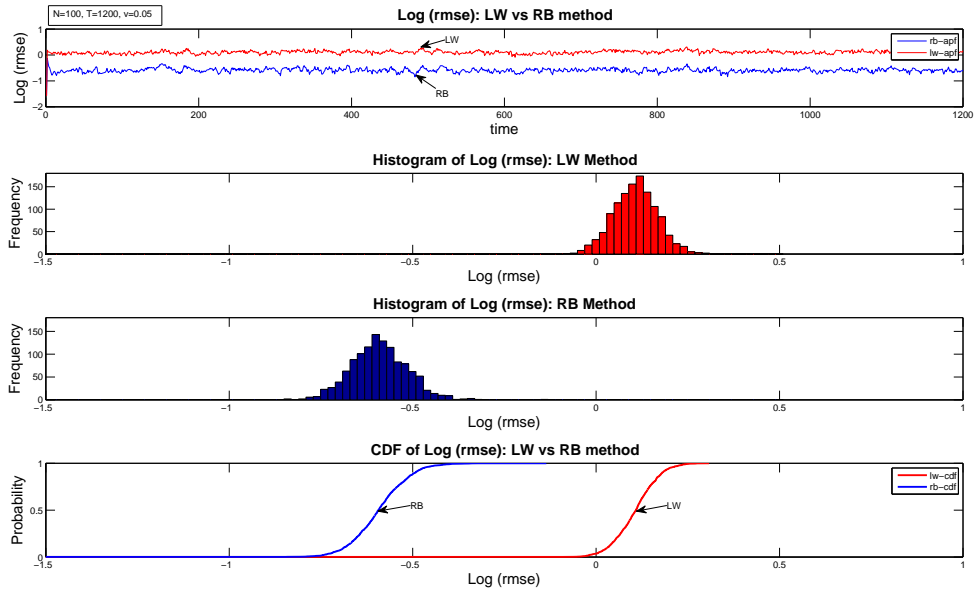 N=100, T=1200, v=0.05
Log (rmse): LW vs RB method
Log (rmse)
1
0
−1
−2
LW
RB
rb−apf
lw−apf
0
200
400
600
800
1000
1200
time
Histogram of Log (rmse): LW Method
Frequency
150
100
50
0
−1.5
−1
−0.5
0
0.5
1
Log (rmse)
Histogram of Log (rmse): RB Method
Frequency
150
100
50
0
−1.5
−1
−0.5
0
0.5
1
Log (rmse)
CDF of Log (rmse): LW vs RB method
Probability
1
0.5
0
RB
LW
lw−cdf
rb−cdf
−1.5
−1
−0.5
0
0.5
1
Log (rmse)